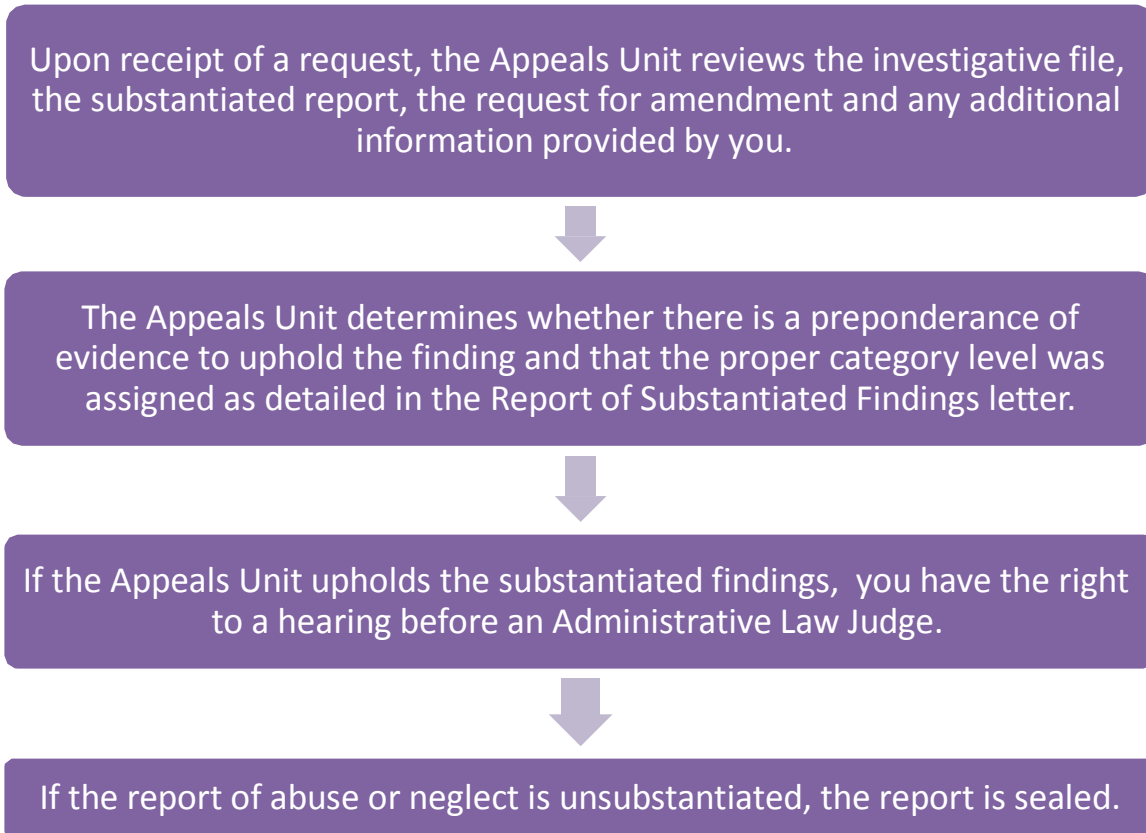 Upon receipt of a request, the Appeals Unit reviews the investigative file,
the substantiated report, the request for amendment and any additional
information provided by you.
The Appeals Unit determines whether there is a preponderance of
evidence to uphold the finding and that the proper category level was
assigned as detailed in the Report of Substantiated Findings letter.
If the Appeals Unit upholds the substantiated findings,  you have the right
to a hearing before an Administrative Law Judge.
If the report of abuse or neglect is unsubstantiated, the report is sealed.